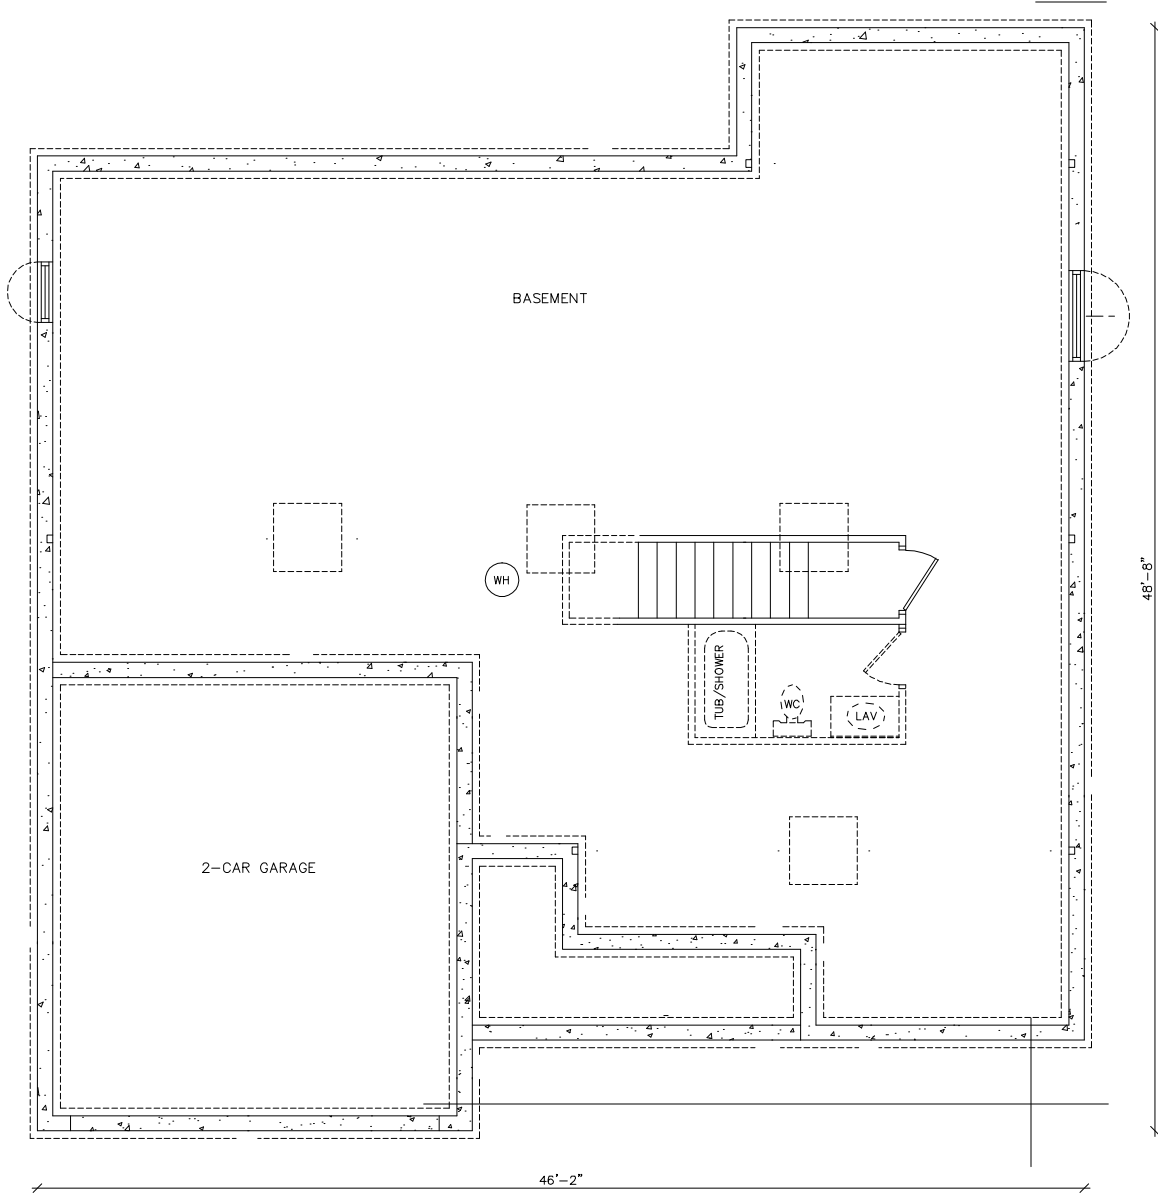 BASEMENT
48'-8"
WH
TUB/SHOWER
WC
LAV
2-CAR GARAGE
46'-2"